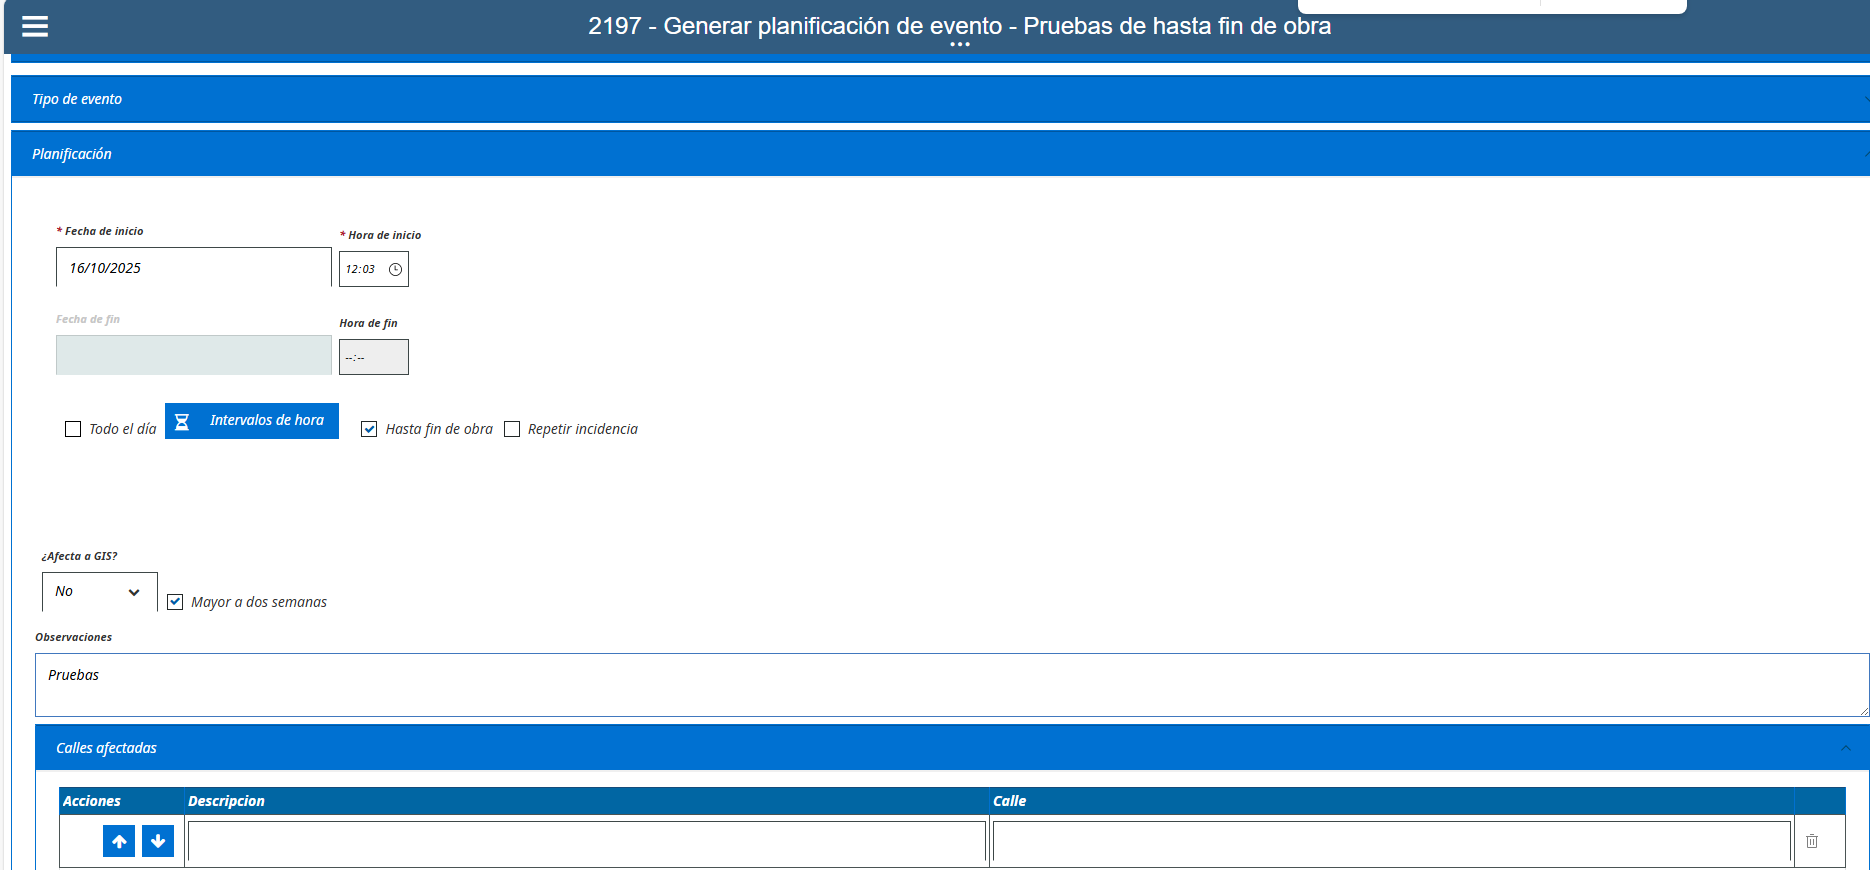 2197 - Generar planificación de evento - Pruebas de hasta fin de obra
Tipo de evento
Planificación
* Fecha de inicio
* Hora de inicio
16/10/2025
12:03
Fecha de fin
Hora de fin
--:--
Todo el día
Intervalos de hora
Hasta fin de obra
Repetir incidencia
¿Afecta a GIS?
No
Mayor a dos semanas
Observaciones
Pruebas
Calles afectadas
Acciones Descripcion Calle